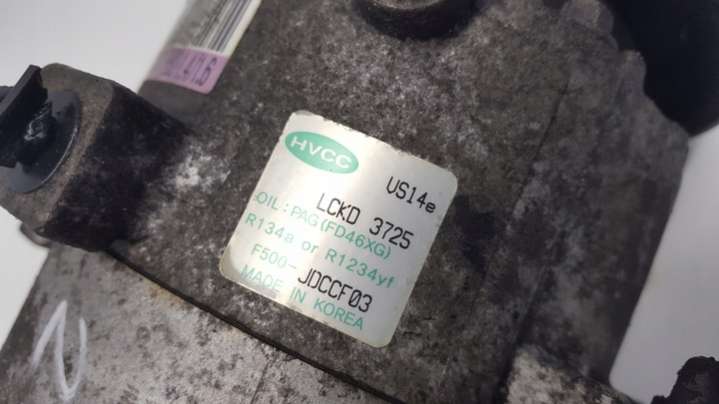 HVCC
VS14e
LCKD 3725
OIL: PAG(FD46XG)
R134a or R1234yf
F500-JDCCF03
MADE IN KOREA